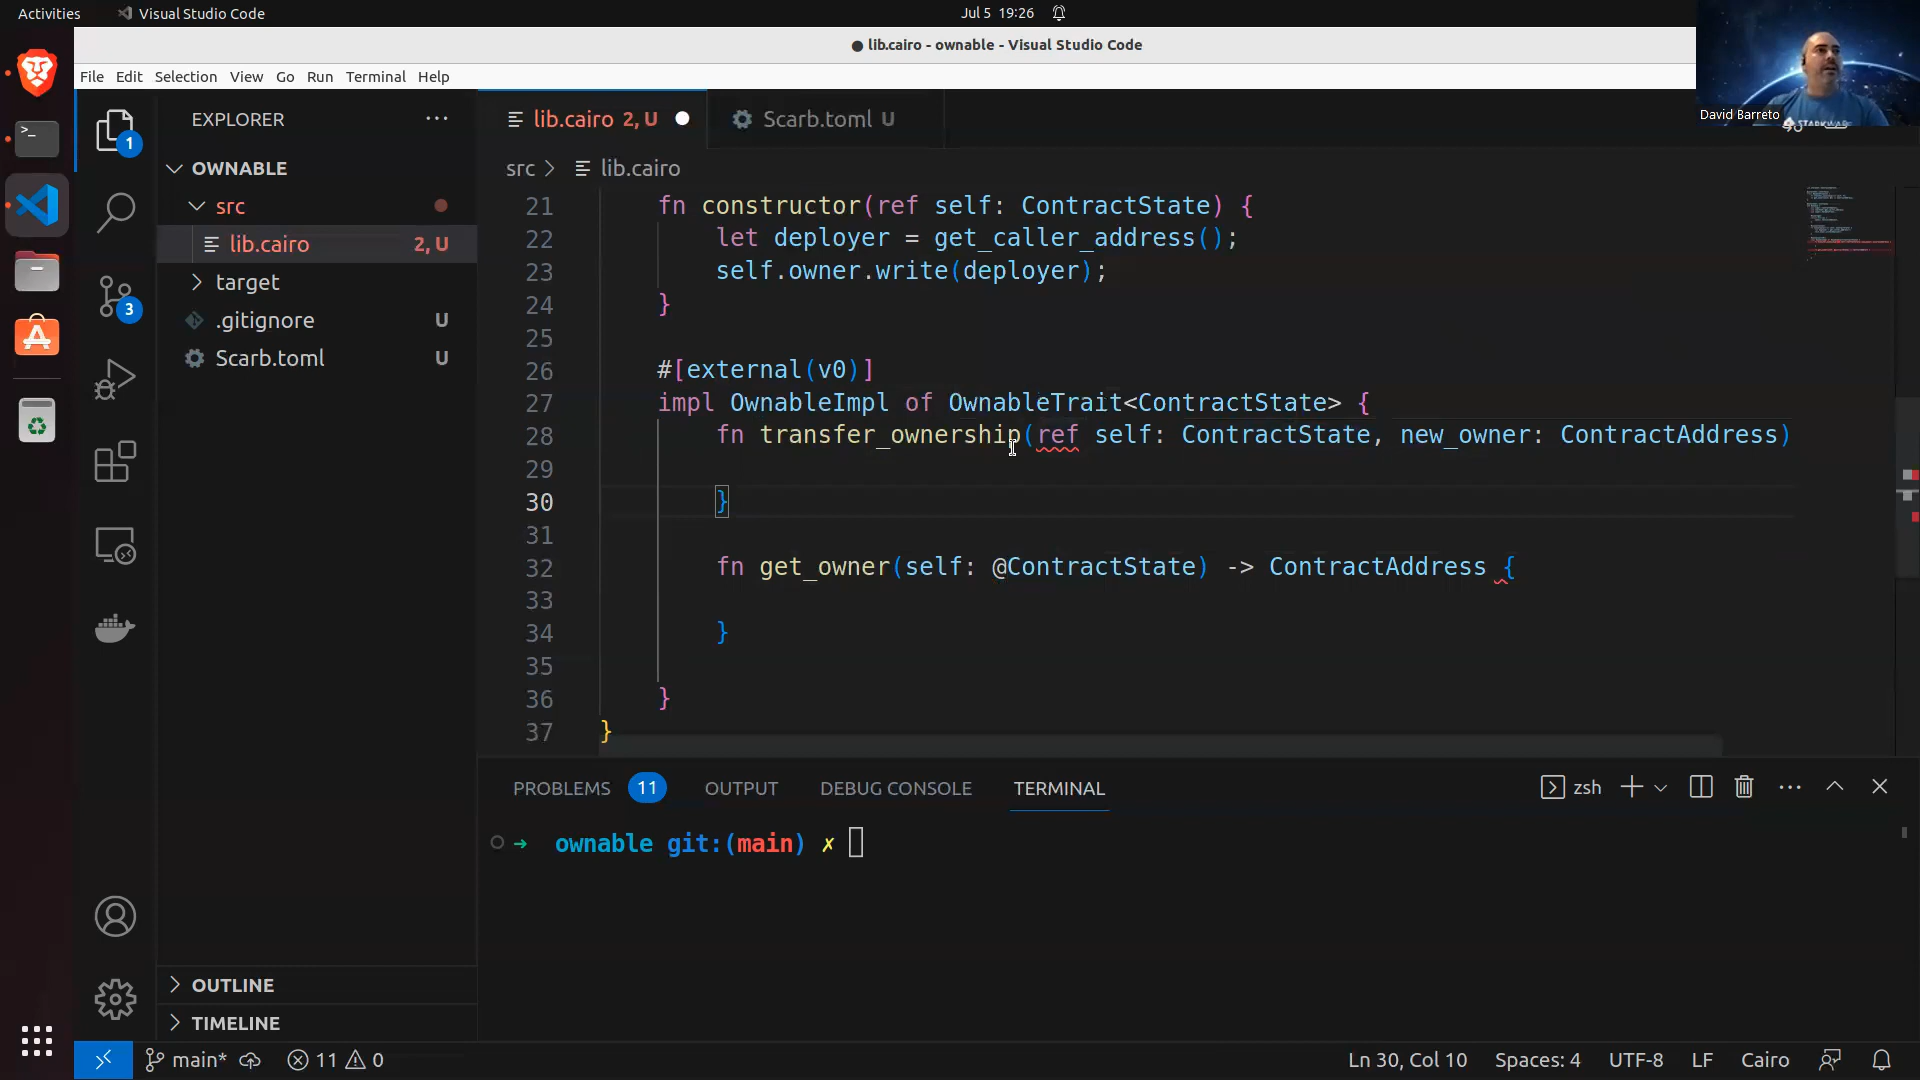 Activities
Visual Studio Code
Jul 5 19:26
● lib.cairo - ownable - Visual Studio Code
File Edit Selection View Go Run Terminal Help
David Barreto
STARKWARE
EXPLORER
1
lib.cairo 2, U
Scarb.toml U
OWNABLE
src
lib.cairo 2, U
target
.gitignore U
Scarb.toml U
3
src > lib.cairo
21 fn constructor(ref self: ContractState) {
22 let deployer = get_caller_address();
23 self.owner.write(deployer);
24 }
25
26 #[external(v0)]
27 impl OwnableImpl of OwnableTrait<ContractState> {
28 fn transfer_ownership(ref self: ContractState, new_owner: ContractAddress)
29
30 }
31
32 fn get_owner(self: @ContractState) -> ContractAddress {
33
34 }
35
36 }
37 }
PROBLEMS 11 OUTPUT DEBUG CONSOLE TERMINAL
zsh
→ ownable git:(main) ✗
OUTLINE
TIMELINE
main* 11 0
Ln 30, Col 10 Spaces: 4 UTF-8 LF Cairo